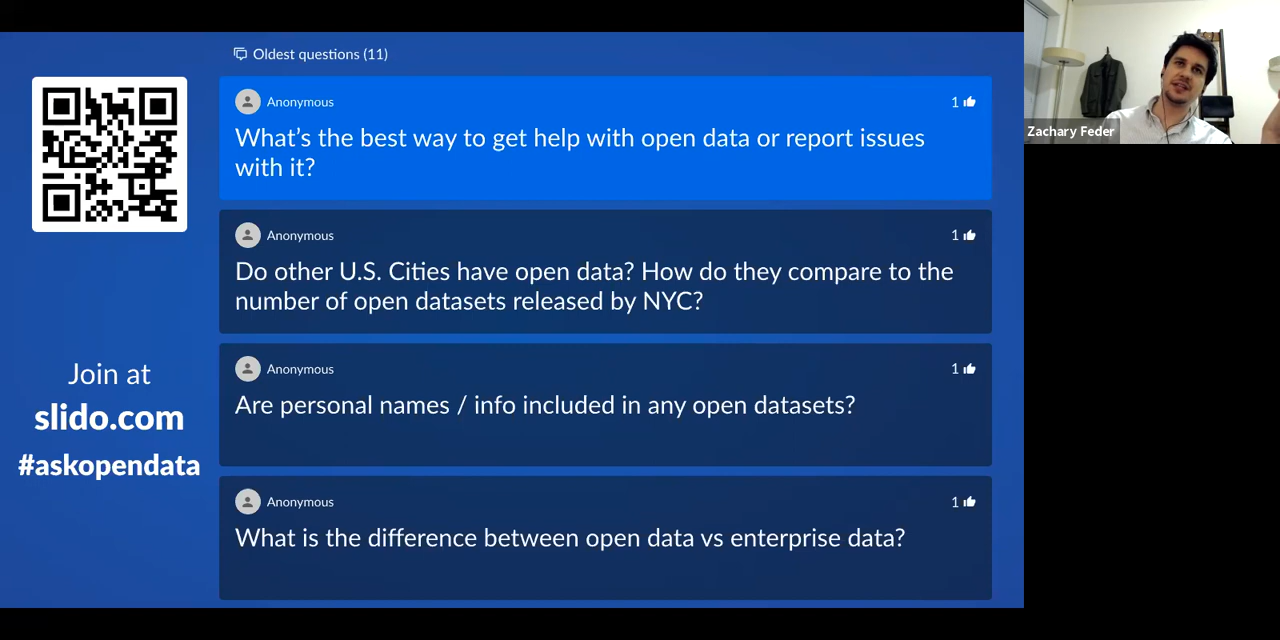 Oldest questions (11)
Anonymous
1
What's the best way to get help with open data or report issues
with it?
Anonymous
1
Do other U.S. Cities have open data? How do they compare to the
number of open datasets released by NYC?
Anonymous
1
Are personal names / info included in any open datasets?
Anonymous
1
What is the difference between open data vs enterprise data?
Join at
slido.com
#askopendata
Zachary Feder